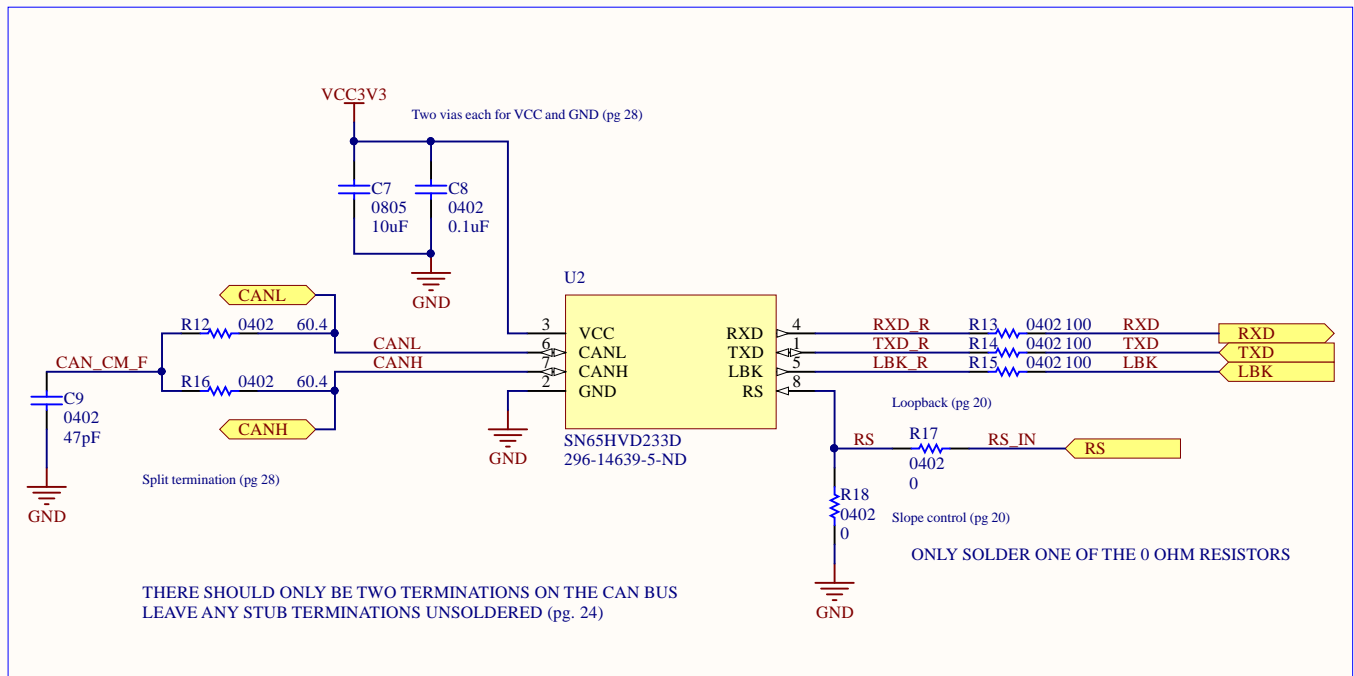 VCC3V3
Two vias each for VCC and GND (pg 28)
C7
0805
10uF
C8
0402
0.1uF
GND
U2
CANL
R12 0402 60.4
CANL
CANH
CAN_CM_F
R16 0402 60.4
CANH
C9
0402
47pF
GND
Split termination (pg 28)
3 VCC
6 CANL
7 CANH
2 GND
GND
RXD 4
TXD 1
LBK 5
RS 8
SN65HVD233D
296-14639-5-ND
RXD_R R13 0402 100 RXD RXD
TXD_R R14 0402 100 TXD TXD
LBK_R R15 0402 100 LBK LBK
Loopback (pg 20)
RS R17 RS_IN RS
0402
0
R18
0402
0
Slope control (pg 20)
ONLY SOLDER ONE OF THE 0 OHM RESISTORS
GND
THERE SHOULD ONLY BE TWO TERMINATIONS ON THE CAN BUS
LEAVE ANY STUB TERMINATIONS UNSOLDERED (pg. 24)